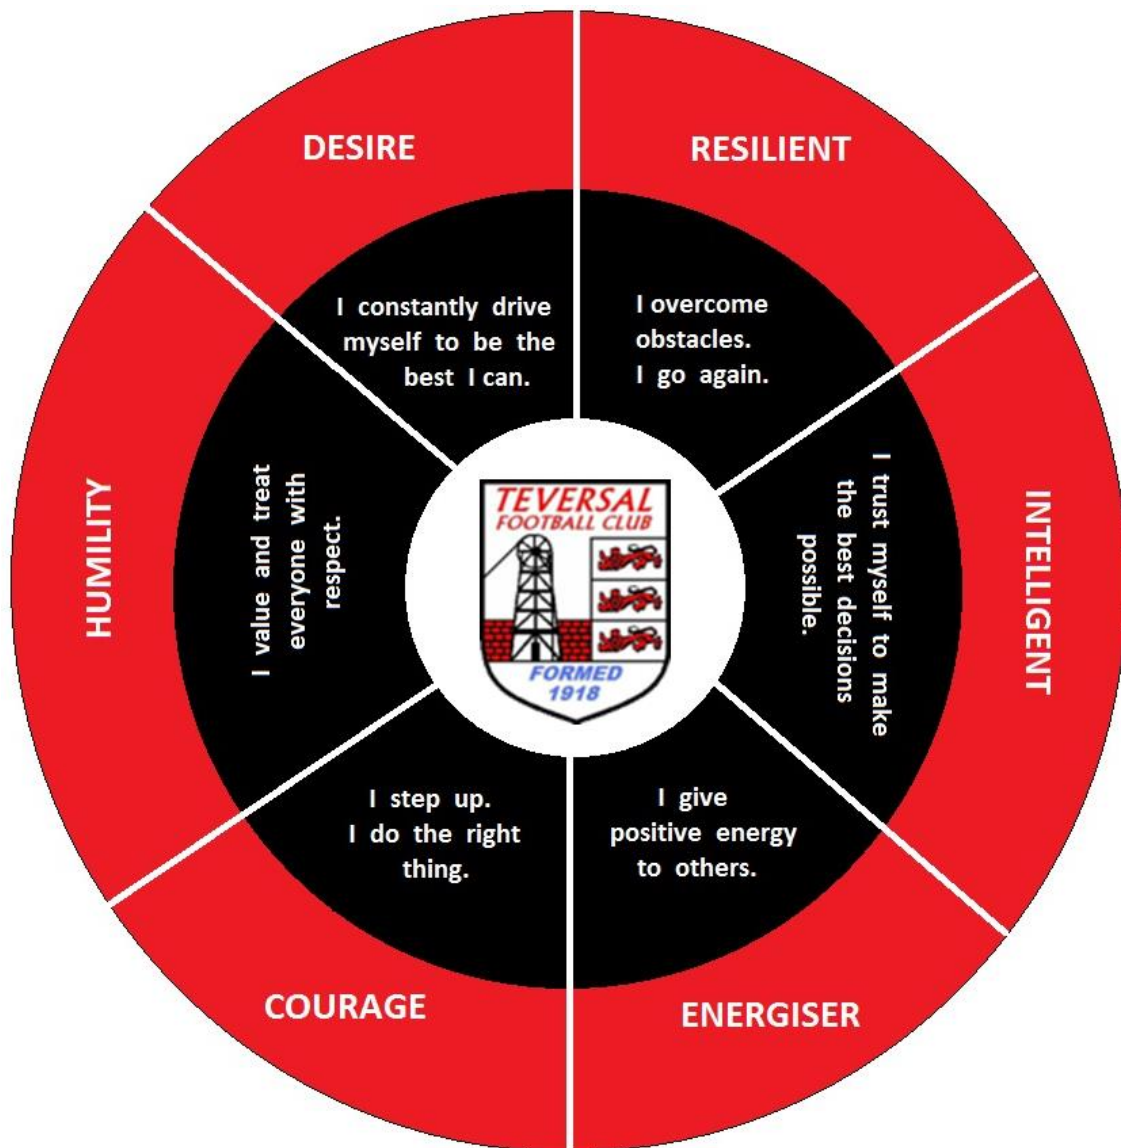 DESIRE
I constantly drive
myself to be the
best I can.
RESILIENT
I overcome
obstacles.
I go again.
INTELLIGENT
I trust myself to make
the best decisions
possible.
ENERGISER
I give
positive energy
to others.
COURAGE
I step up.
I do the right
thing.
HUMILITY
I value and treat
everyone with
respect.
TEVERSAL
FOOTBALL CLUB
FORMED
1918